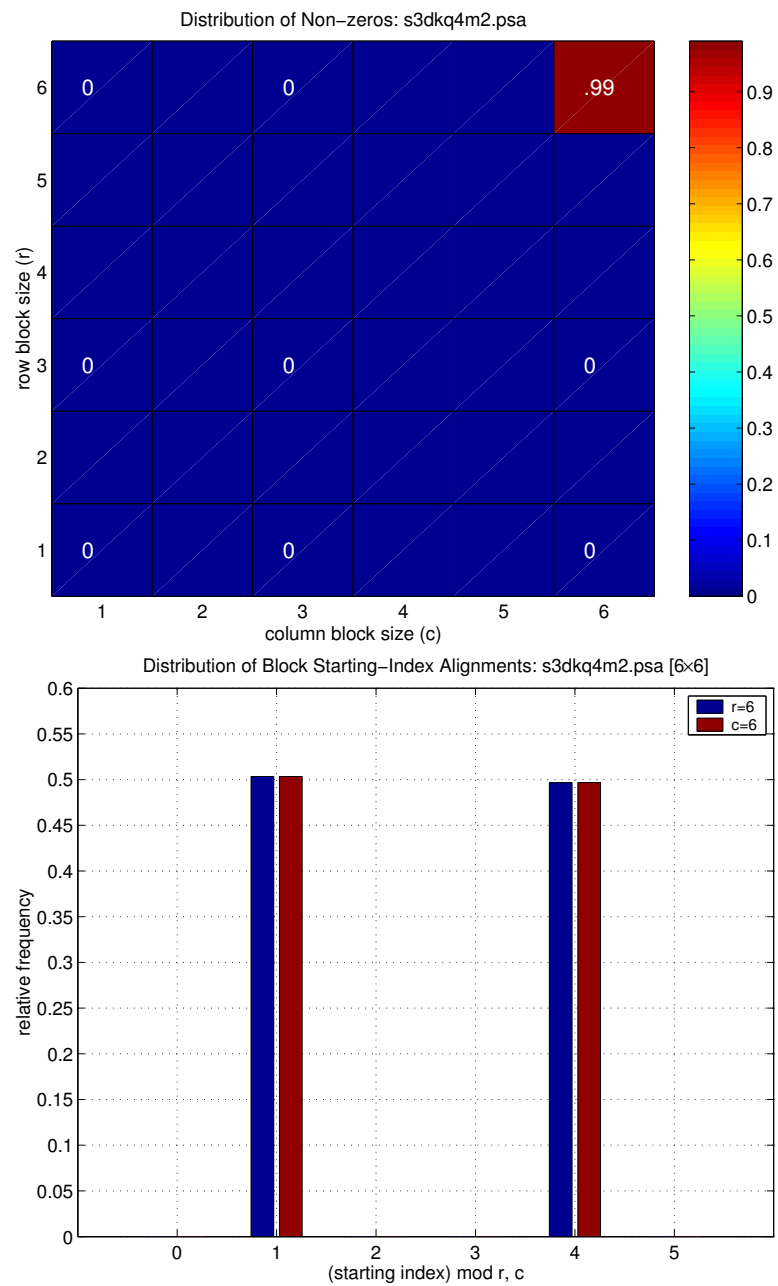 Distribution of Non−zeros: s3dkq4m2.psa
6 0 0 .99
5
4
3 0 0 0
2
1 0 0 0
1 2 3 4 5 6
column block size (c)
row block size (r)
0.9
0.8
0.7
0.6
0.5
0.4
0.3
0.2
0.1
0
Distribution of Block Starting−Index Alignments: s3dkq4m2.psa [6×6]
r=6
c=6
0.6
0.55
0.5
0.45
0.4
0.35
0.3
0.25
0.2
0.15
0.1
0.05
0
relative frequency
0 1 2 3 4 5
(starting index) mod r, c